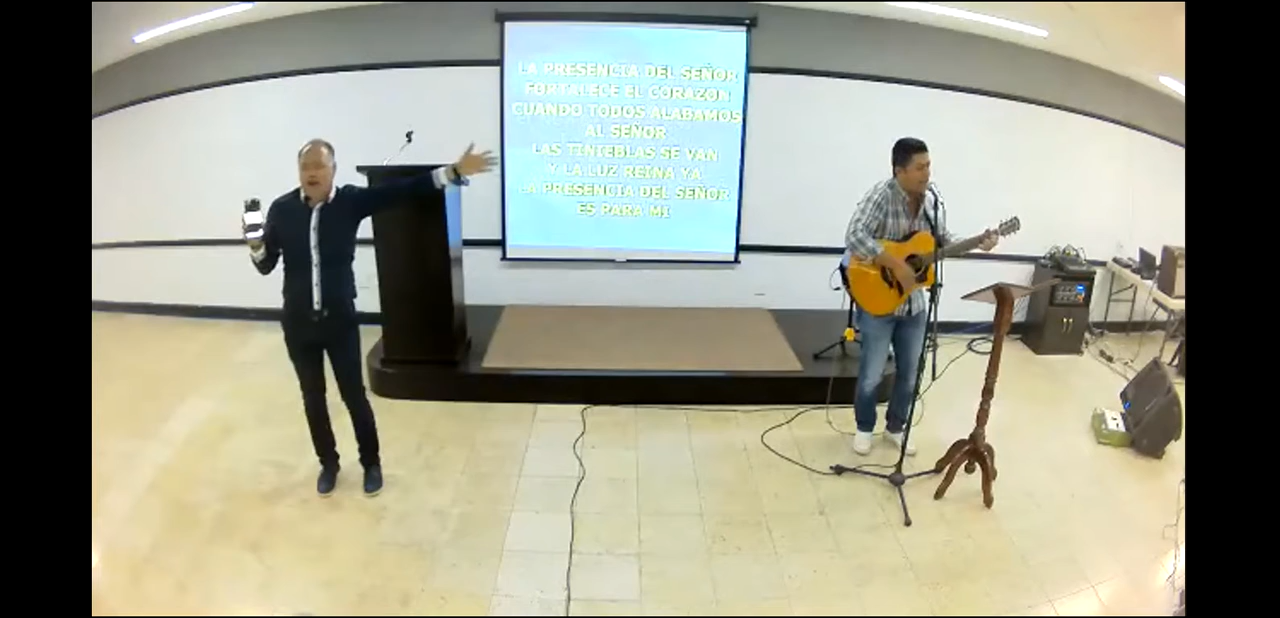 LA PRESENCIA DEL SEÑOR
FORTALECE EL CORAZON
CUANDO TODOS ALABAMOS
AL SEÑOR
LAS TINIEBLAS SE VAN
Y LA LUZ REINA YA
LA PRESENCIA DEL SEÑOR
ES PARA MI